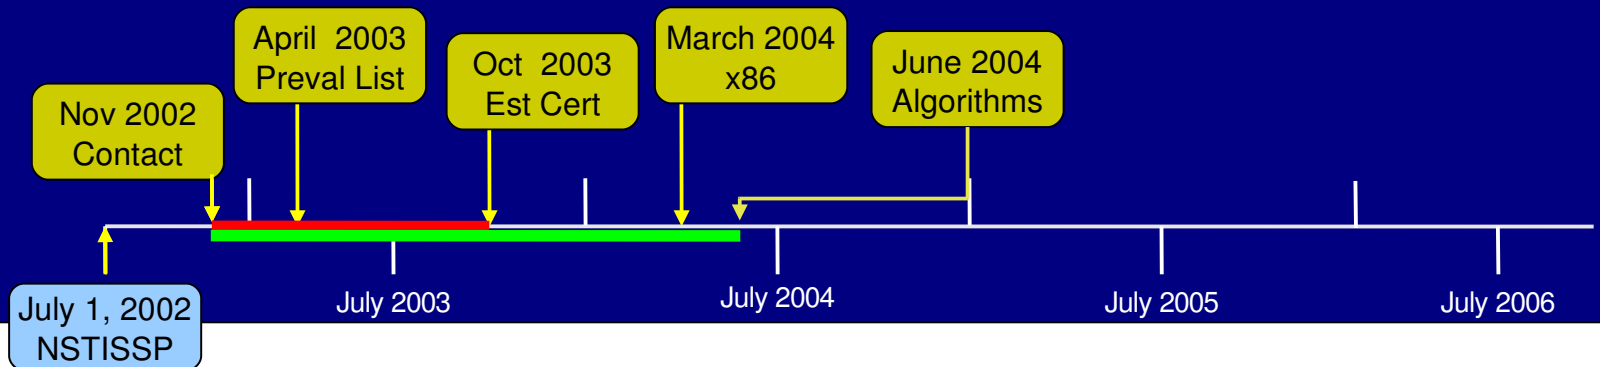 Nov 2002
Contact
April 2003
Preval List
Oct 2003
Est Cert
March 2004
x86
June 2004
Algorithms
July 1, 2002
NSTISSP
July 2003
July 2004
July 2005
July 2006